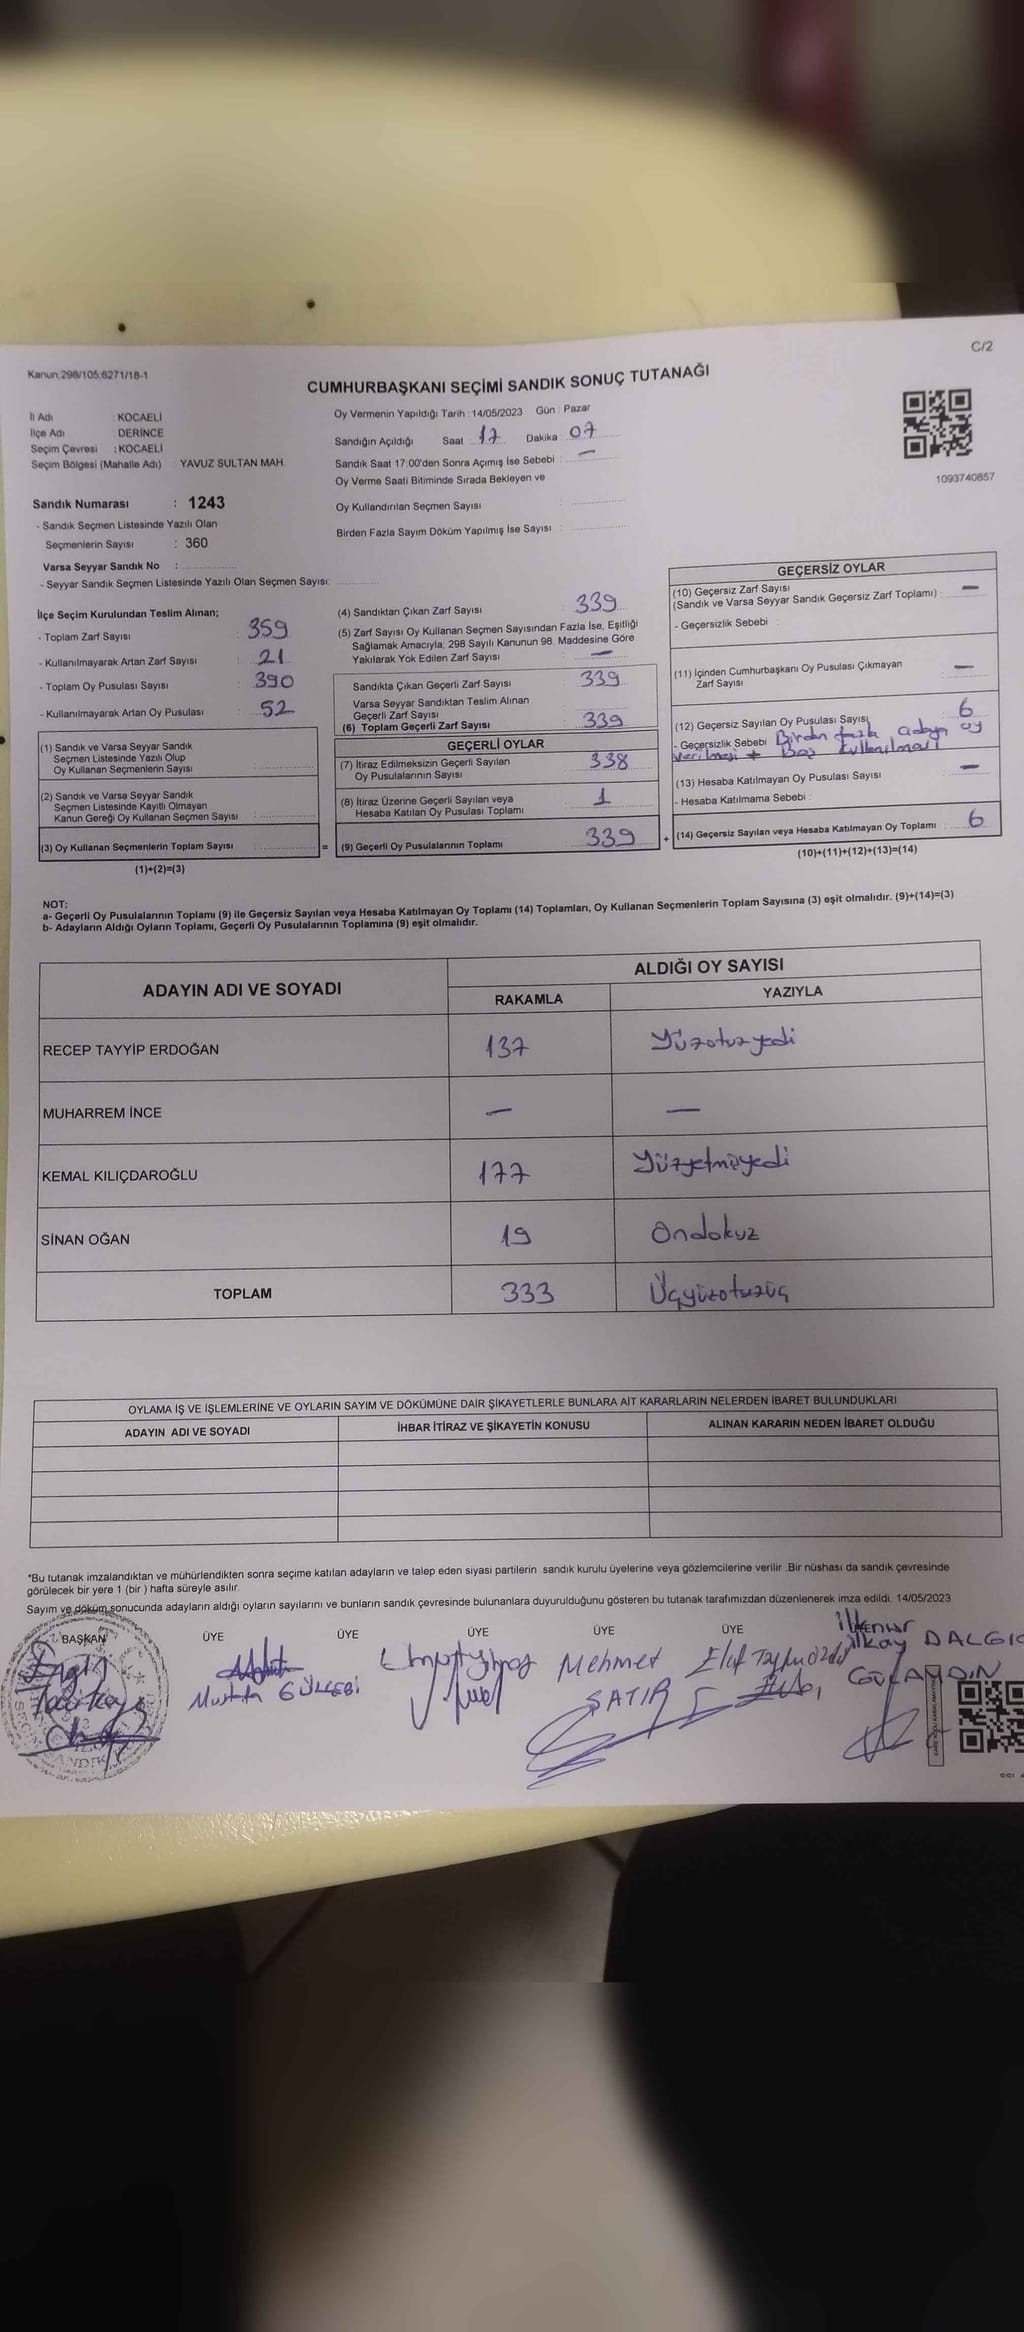 C/2
Kanun;298/105;6271/18-1
CUMHURBAŞKANI SEÇİMİ SANDIK SONUÇ TUTANAĞI
İl Adı : KOCAELİ
İlçe Adı : DERİNCE
Seçim Çevresi : KOCAELİ
Seçim Bölgesi (Mahalle Adı) : YAVUZ SULTAN MAH.
Oy Vermenin Yapıldığı Tarih : 14/05/2023 Gün : Pazar
Sandığın Açıldığı Saat 17 Dakika 07
Sandık Saat 17:00'den Sonra Açımış İse Sebebi : —
Oy Verme Saati Bitiminde Sırada Bekleyen ve
Oy Kullandırılan Seçmen Sayısı :
Birden Fazla Sayım Döküm Yapılmış İse Sayısı :
1093740857
Sandık Numarası : 1243
- Sandık Seçmen Listesinde Yazılı Olan
Seçmenlerin Sayısı : 360
Varsa Seyyar Sandık No :
- Seyyar Sandık Seçmen Listesinde Yazılı Olan Seçmen Sayısı:
İlçe Seçim Kurulundan Teslim Alınan;
- Toplam Zarf Sayısı : 359
- Kullanılmayarak Artan Zarf Sayısı : 21
- Toplam Oy Pusulası Sayısı : 390
- Kullanılmayarak Artan Oy Pusulası : 52
(1) Sandık ve Varsa Seyyar Sandık
Seçmen Listesinde Yazılı Olup
Oy Kullanan Seçmenlerin Sayısı :
(2) Sandık ve Varsa Seyyar Sandık
Seçmen Listesinde Kayıtlı Olmayan
Kanun Gereği Oy Kullanan Seçmen Sayısı :
(3) Oy Kullanan Seçmenlerin Toplam Sayısı : =
(1)+(2)=(3)
(4) Sandıktan Çıkan Zarf Sayısı : 339
(5) Zarf Sayısı Oy Kullanan Seçmen Sayısından Fazla İse, Eşitliği
Sağlamak Amacıyla; 298 Sayılı Kanunun 98. Maddesine Göre
Yakılarak Yok Edilen Zarf Sayısı : —
Sandıkta Çıkan Geçerli Zarf Sayısı : 339
Varsa Seyyar Sandıktan Teslim Alınan
Geçerli Zarf Sayısı :
(6) Toplam Geçerli Zarf Sayısı : 339
GEÇERLİ OYLAR
(7) İtiraz Edilmeksizin Geçerli Sayılan
Oy Pusulalarının Sayısı : 338
(8) İtiraz Üzerine Geçerli Sayılan veya
Hesaba Katılan Oy Pusulası Toplamı : 1
(9) Geçerli Oy Pusulalarının Toplamı : 339 +
GEÇERSİZ OYLAR
(10) Geçersiz Zarf Sayısı
(Sandık ve Varsa Seyyar Sandık Geçersiz Zarf Toplamı) : —
- Geçersizlik Sebebi :
(11) İçinden Cumhurbaşkanı Oy Pusulası Çıkmayan
Zarf Sayısı : —
(12) Geçersiz Sayılan Oy Pusulası Sayısı : 6
- Geçersizlik Sebebi : Birden fazla adaya oy
verilmesi + Boş kullanılması
(13) Hesaba Katılmayan Oy Pusulası Sayısı : —
- Hesaba Katılmama Sebebi :
(14) Geçersiz Sayılan veya Hesaba Katılmayan Oy Toplamı : 6
(10)+(11)+(12)+(13)=(14)
NOT:
a- Geçerli Oy Pusulalarının Toplamı (9) ile Geçersiz Sayılan veya Hesaba Katılmayan Oy Toplamı (14) Toplamları, Oy Kullanan Seçmenlerin Toplam Sayısına (3) eşit olmalıdır. (9)+(14)=(3)
b- Adayların Aldığı Oyların Toplamı, Geçerli Oy Pusulalarının Toplamına (9) eşit olmalıdır.
ADAYIN ADI VE SOYADI ALDIĞI OY SAYISI
RAKAMLA YAZIYLA
RECEP TAYYİP ERDOĞAN 137 Yüzotuzyedi
MUHARREM İNCE — —
KEMAL KILIÇDAROĞLU 177 Yüzyetmişyedi
SİNAN OĞAN 19 Ondokuz
TOPLAM 333 Üçyüzotuzüç
OYLAMA İŞ VE İŞLEMLERİNE VE OYLARIN SAYIM VE DÖKÜMÜNE DAİR ŞİKAYETLERLE BUNLARA AİT KARARLARIN NELERDEN İBARET BULUNDUKLARI
ADAYIN ADI VE SOYADI İHBAR İTİRAZ VE ŞİKAYETİN KONUSU ALINAN KARARIN NEDEN İBARET OLDUĞU
*Bu tutanak imzalandıktan ve mühürlendikten sonra seçime katılan adayların ve talep eden siyasi partilerin sandık kurulu üyelerine veya gözlemcilerine verilir .Bir nüshası da sandık çevresinde
görülecek bir yere 1 (bir ) hafta süreyle asılır.
Sayım ve döküm sonucunda adayların aldığı oyların sayılarını ve bunların sandık çevresinde bulunanlara duyurulduğunu gösteren bu tutanak tarafımızdan düzenlenerek imza edildi. 14/05/2023
BAŞKAN ÜYE ÜYE ÜYE ÜYE ÜYE
Mustafa GÜLLEBİ
Mehmet
SATIR
Elif
İlkay DALGIÇ
GÜLAYDIN